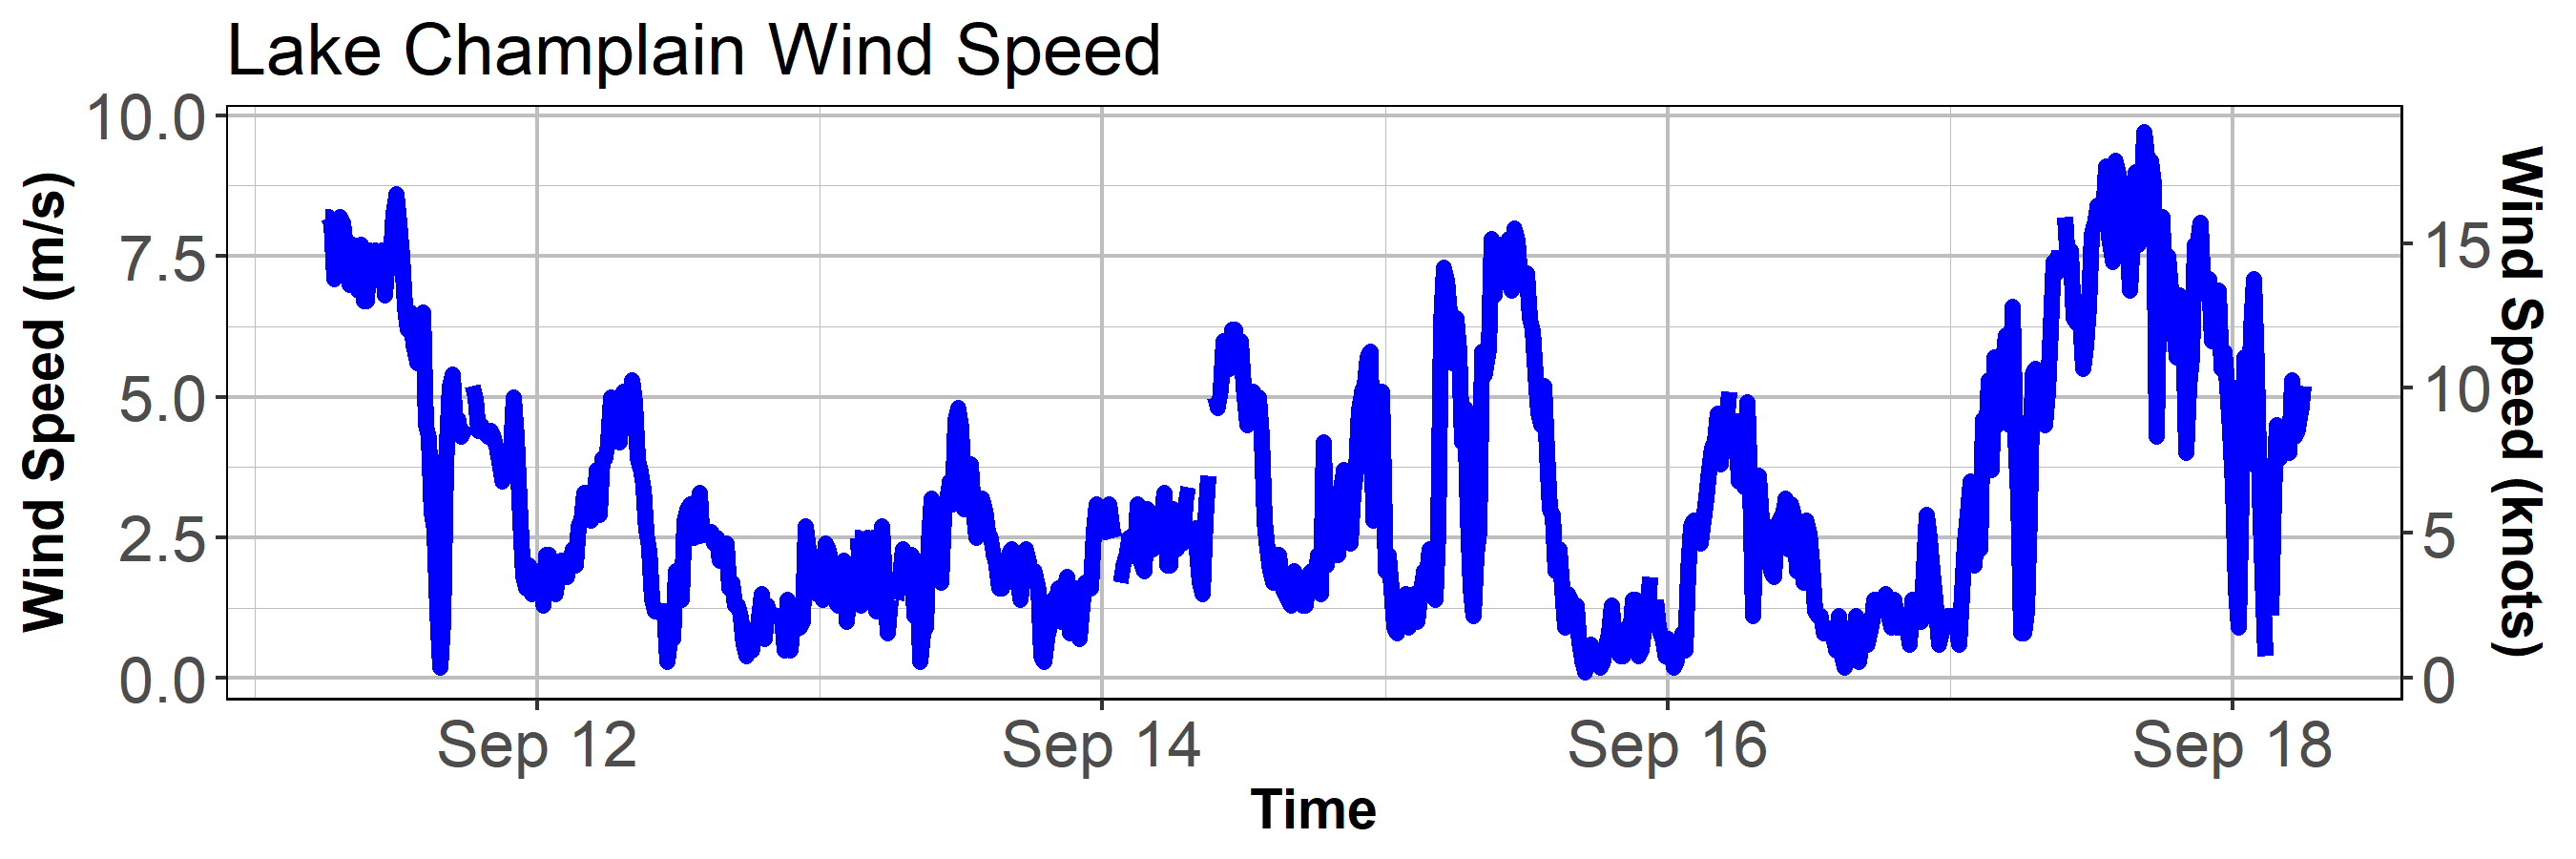 Lake Champlain Wind Speed
Wind Speed (m/s)
10.0
7.5
5.0
2.5
0.0
Wind Speed (knots)
15
10
5
0
Sep 12
Sep 14
Sep 16
Sep 18
Time